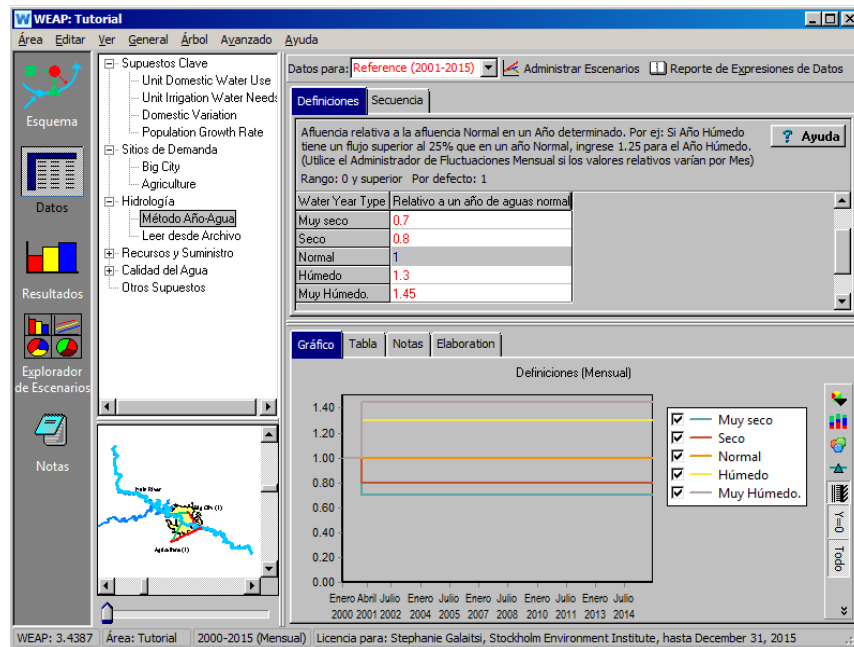 WEAP: Tutorial
Área Editar Ver General Árbol Avanzado Ayuda
Esquema
Datos
Resultados
Explorador
de Escenarios
Notas
Supuestos Clave
Unit Domestic Water Use
Unit Irrigation Water Needs
Domestic Variation
Population Growth Rate
Sitios de Demanda
Big City
Agriculture
Hidrología
Método Año-Agua
Leer desde Archivo
Recursos y Suministro
Calidad del Agua
Otros Supuestos
Main River
Big City (1)
Agriculture (1)
Datos para: Reference (2001-2015) Administrar Escenarios Reporte de Expresiones de Datos
Definiciones Secuencia
Afluencia relativa a la afluencia Normal en un Año determinado. Por ej: Si Año Húmedo
tiene un flujo superior al 25% que en un año Normal, ingrese 1.25 para el Año Húmedo.
(Utilice el Administrador de Fluctuaciones Mensual si los valores relativos varían por Mes)
? Ayuda
Rango: 0 y superior Por defecto: 1
Water Year Type Relativo a un año de aguas normal
Muy seco 0.7
Seco 0.8
Normal 1
Húmedo 1.3
Muy Húmedo. 1.45
Gráfico Tabla Notas Elaboration
Definiciones (Mensual)
1.40
1.20
1.00
0.80
0.60
0.40
0.20
0.00
Enero Abril Julio Enero Julio Enero Julio Enero Julio Enero Julio
2000 2001 2002 2004 2005 2007 2008 2010 2011 2013 2014
Muy seco
Seco
Normal
Húmedo
Muy Húmedo.
Y=0
Todo
WEAP: 3.4387 Área: Tutorial 2000-2015 (Mensual) Licencia para: Stephanie Galaitsi, Stockholm Environment Institute, hasta December 31, 2015